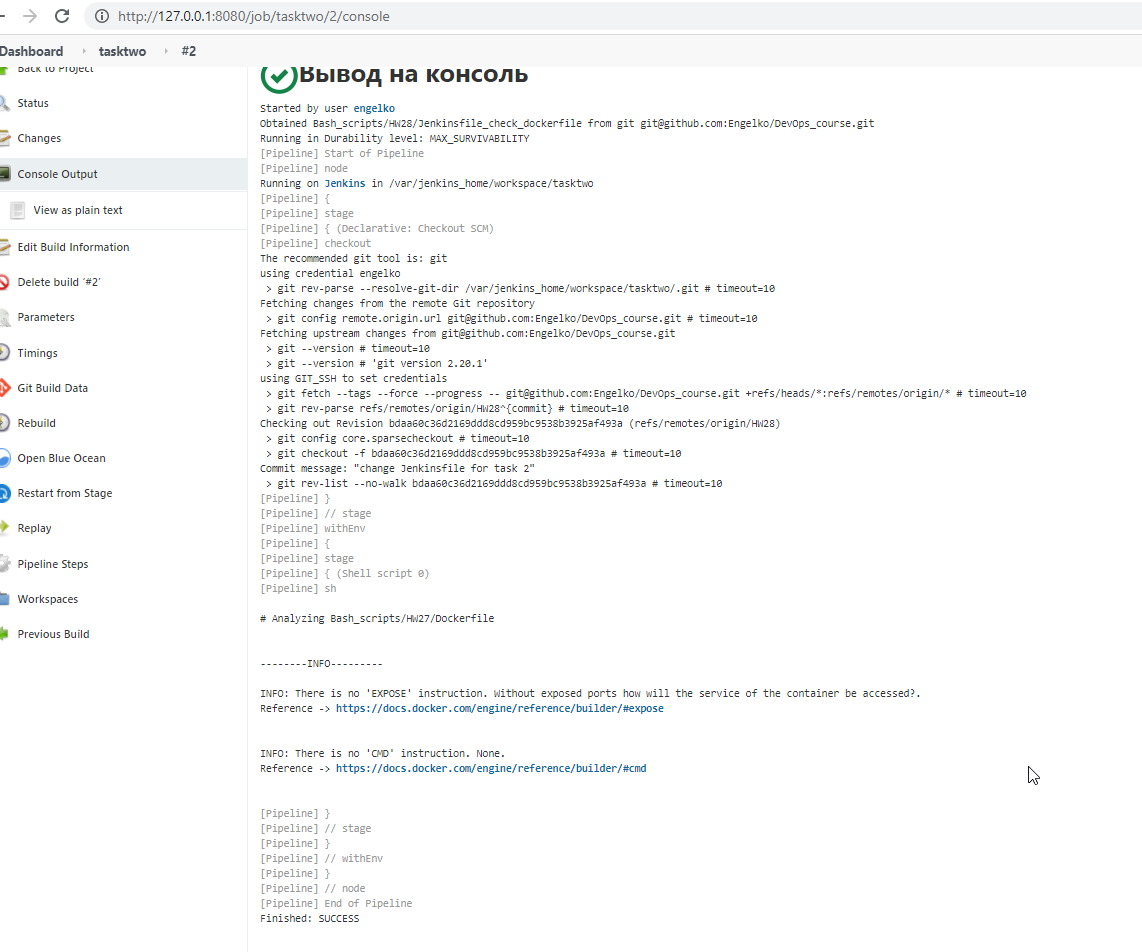 http://127.0.0.1:8080/job/tasktwo/2/console
Dashboard
tasktwo
#2
Back to Project
Status
Changes
Console Output
View as plain text
Edit Build Information
Delete build ‘#2’
Parameters
Timings
Git Build Data
Rebuild
Open Blue Ocean
Restart from Stage
Replay
Pipeline Steps
Workspaces
Previous Build
Вывод на консоль
Started by user engelko
Obtained Bash_scripts/HW28/Jenkinsfile_check_dockerfile from git git@github.com:Engelko/DevOps_course.git
Running in Durability level: MAX_SURVIVABILITY
[Pipeline] Start of Pipeline
[Pipeline] node
Running on Jenkins in /var/jenkins_home/workspace/tasktwo
[Pipeline] {
[Pipeline] stage
[Pipeline] { (Declarative: Checkout SCM)
[Pipeline] checkout
The recommended git tool is: git
using credential engelko
> git rev-parse --resolve-git-dir /var/jenkins_home/workspace/tasktwo/.git # timeout=10
Fetching changes from the remote Git repository
> git config remote.origin.url git@github.com:Engelko/DevOps_course.git # timeout=10
Fetching upstream changes from git@github.com:Engelko/DevOps_course.git
> git --version # timeout=10
> git --version # 'git version 2.20.1'
using GIT_SSH to set credentials
> git fetch --tags --force --progress -- git@github.com:Engelko/DevOps_course.git +refs/heads/*:refs/remotes/origin/* # timeout=10
> git rev-parse refs/remotes/origin/HW28^{commit} # timeout=10
Checking out Revision bdaa60c36d2169ddd8cd959bc9538b3925af493a (refs/remotes/origin/HW28)
> git config core.sparsecheckout # timeout=10
> git checkout -f bdaa60c36d2169ddd8cd959bc9538b3925af493a # timeout=10
Commit message: "change Jenkinsfile for task 2"
> git rev-list --no-walk bdaa60c36d2169ddd8cd959bc9538b3925af493a # timeout=10
[Pipeline] }
[Pipeline] // stage
[Pipeline] withEnv
[Pipeline] {
[Pipeline] stage
[Pipeline] { (Shell script 0)
[Pipeline] sh
# Analyzing Bash_scripts/HW27/Dockerfile
--------INFO---------
INFO: There is no 'EXPOSE' instruction. Without exposed ports how will the service of the container be accessed?.
Reference -> https://docs.docker.com/engine/reference/builder/#expose
INFO: There is no 'CMD' instruction. None.
Reference -> https://docs.docker.com/engine/reference/builder/#cmd
[Pipeline] }
[Pipeline] // stage
[Pipeline] }
[Pipeline] // withEnv
[Pipeline] }
[Pipeline] // node
[Pipeline] End of Pipeline
Finished: SUCCESS